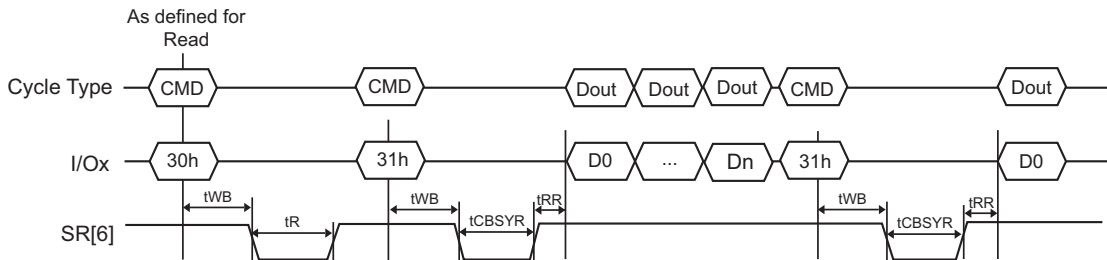 As defined for
Read
Cycle Type CMD CMD Dout Dout Dout CMD Dout
I/Ox 30h 31h D0 ... Dn 31h D0
tWB tR tWB tCBSYR tRR tWB tCBSYR tRR
SR[6]